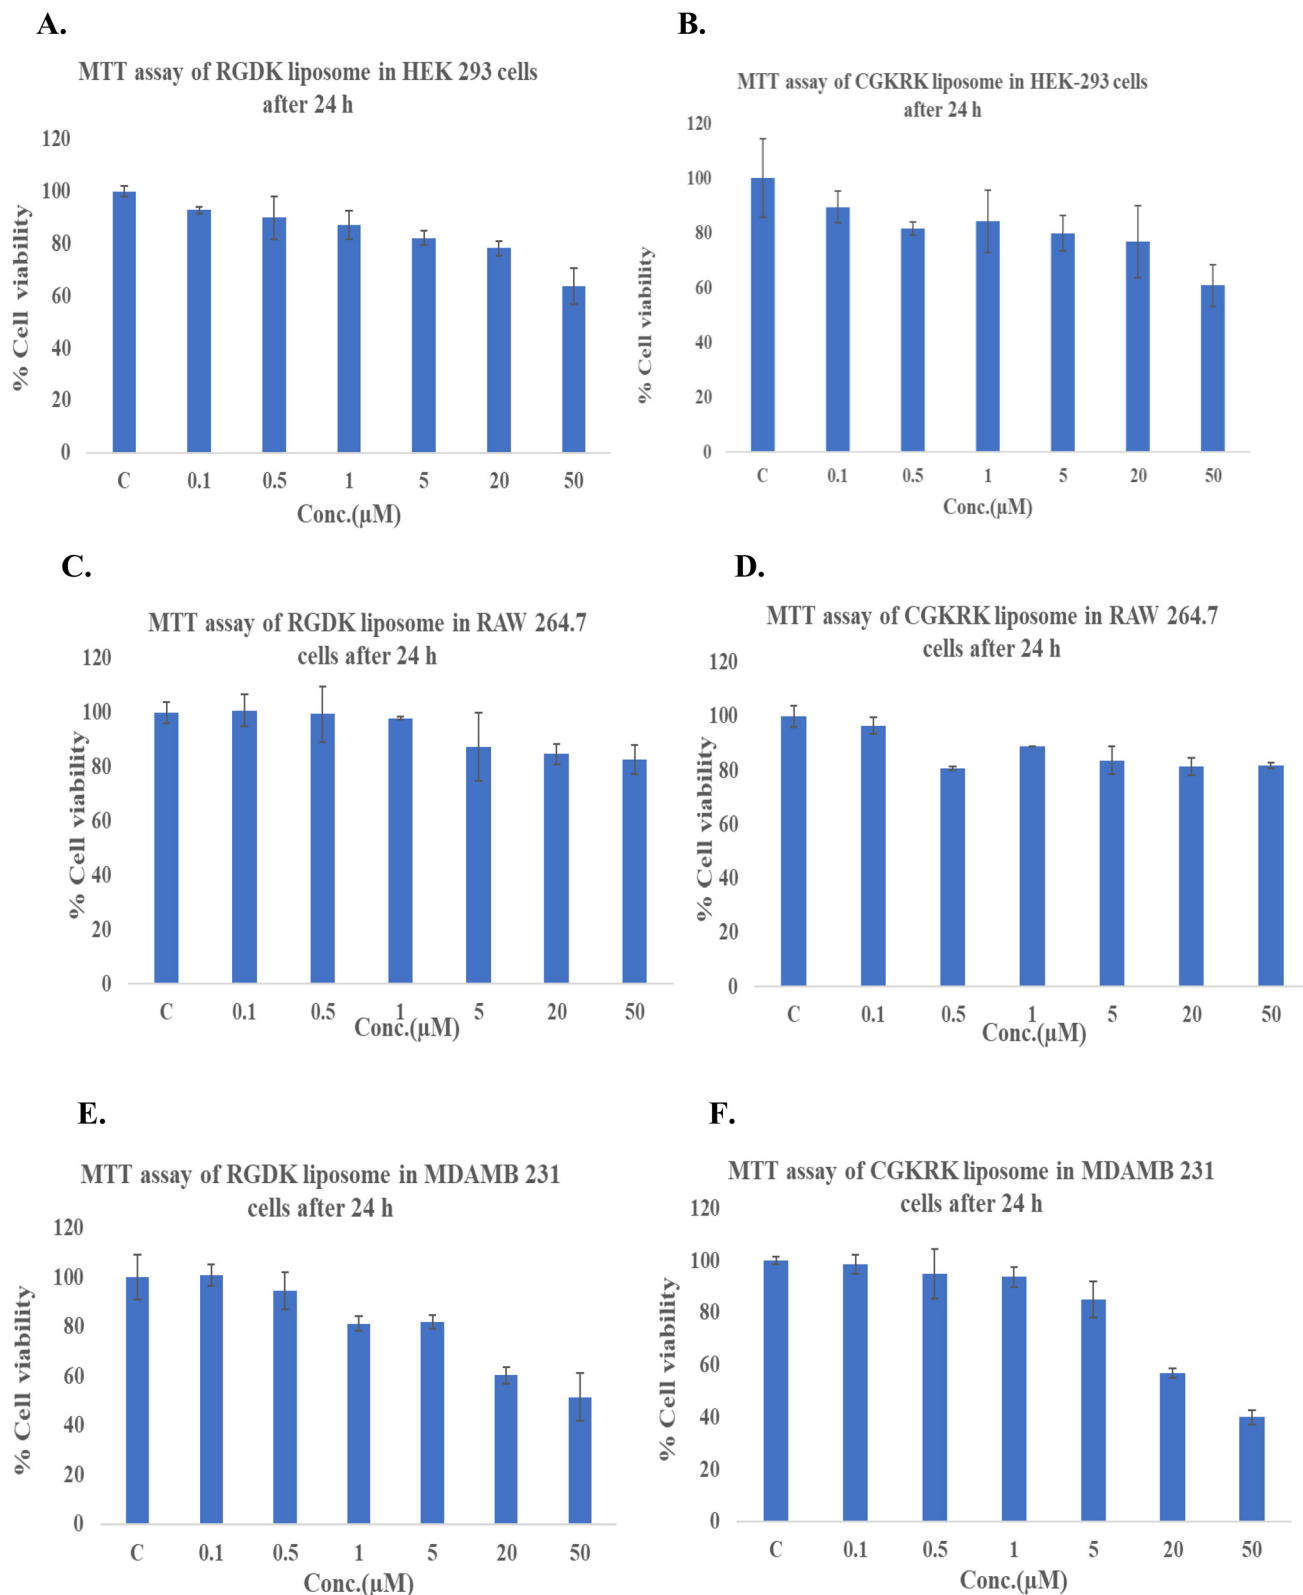 A.
MTT assay of RGDK liposome in HEK 293 cells
after 24 h
120
100
80
60
40
20
0
% Cell viability
C 0.1 0.5 1 5 20 50
Conc.(µM)
B.
MTT assay of CGKRK liposome in HEK-293 cells
after 24 h
120
100
80
60
40
20
0
% Cell viability
C 0.1 0.5 1 5 20 50
Conc.(µM)
C.
MTT assay of RGDK liposome in RAW 264.7
cells after 24 h
120
100
80
60
40
20
0
% Cell viability
C 0.1 0.5 1 5 20 50
Conc.(µM)
D.
MTT assay of CGKRK liposome in RAW 264.7
cells after 24 h
120
100
80
60
40
20
0
% Cell viability
C 0.1 0.5 1 5 20 50
Conc.(µM)
E.
MTT assay of RGDK liposome in MDAMB 231
cells after 24 h
120
100
80
60
40
20
0
% Cell viability
C 0.1 0.5 1 5 20 50
Conc.(µM)
F.
MTT assay of CGKRK liposome in MDAMB 231
cells after 24 h
120
100
80
60
40
20
0
% Cell viability
C 0.1 0.5 1 5 20 50
Conc.(µM)